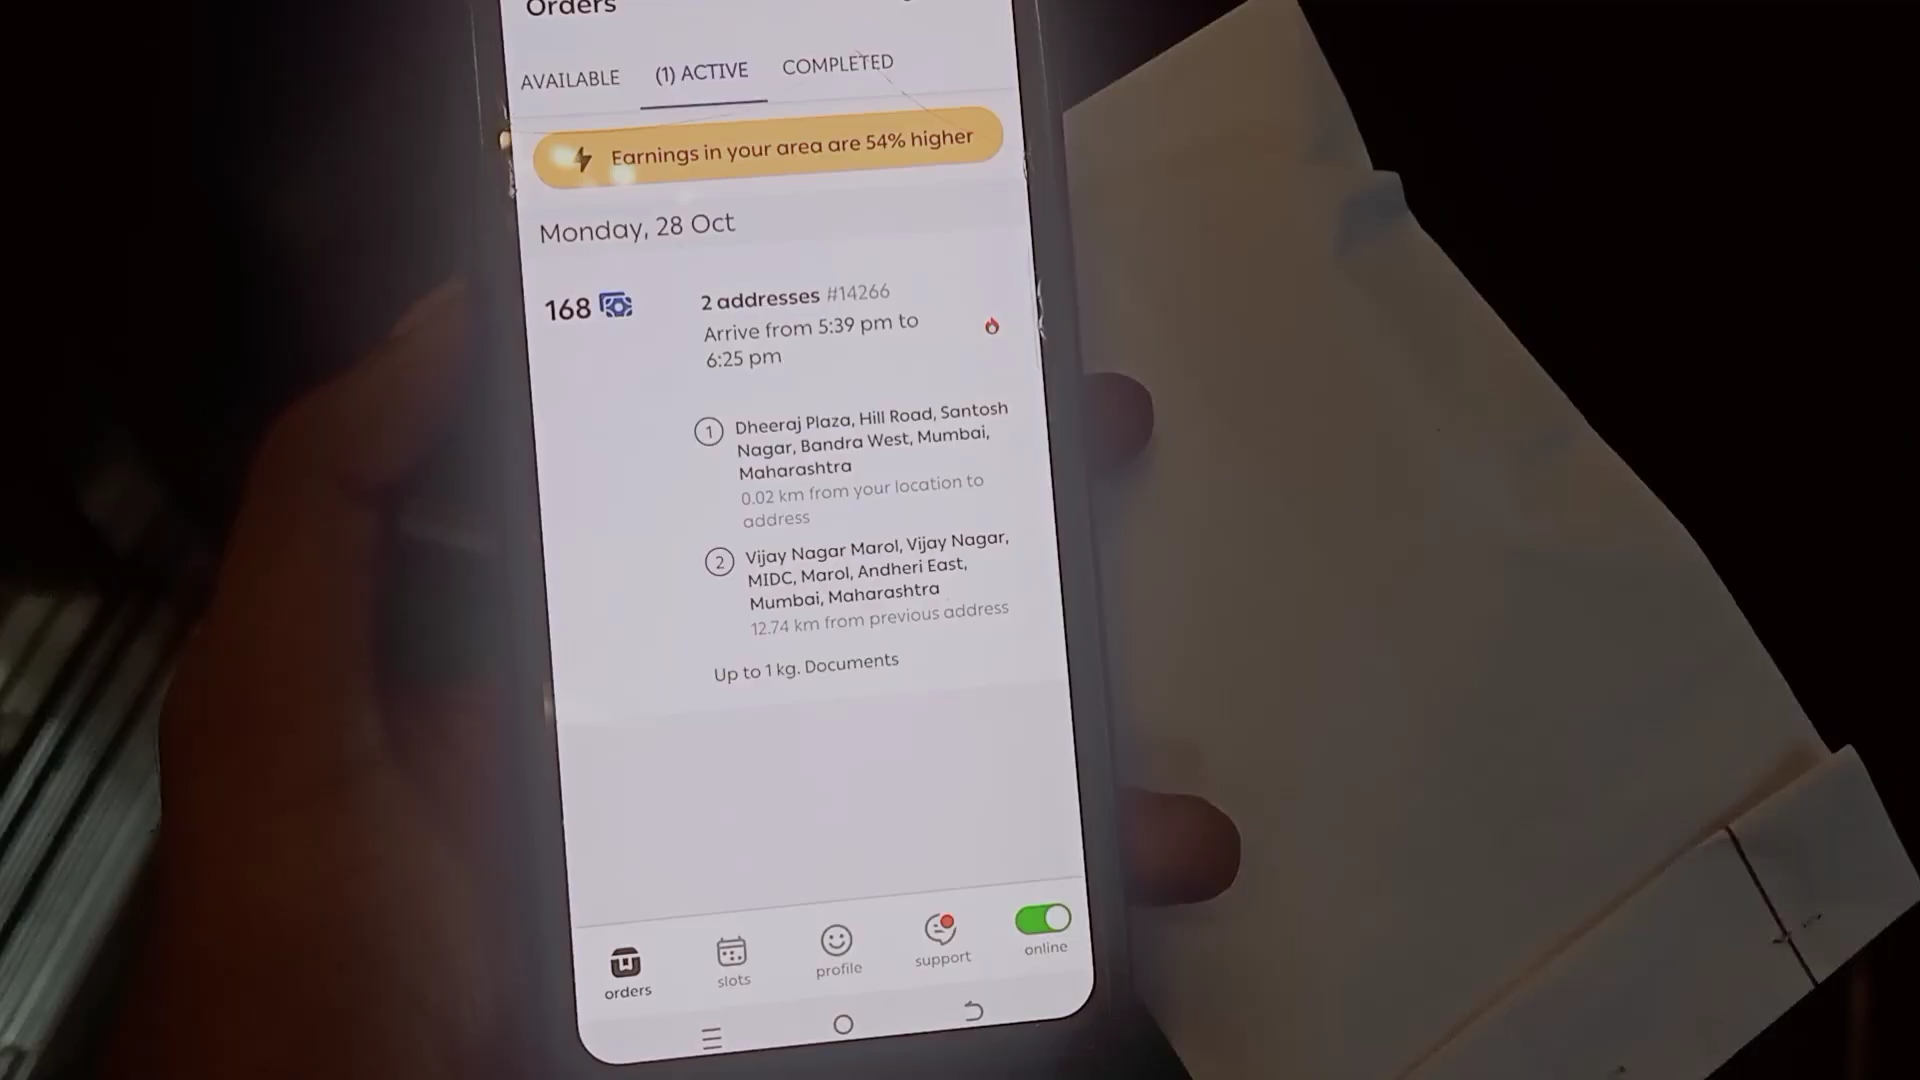 Orders
AVAILABLE
(1) ACTIVE
COMPLETED
Earnings in your area are 54% higher
Monday, 28 Oct
168
2 addresses #14266
Arrive from 5:39 pm to
6:25 pm
1
Dheeraj Plaza, Hill Road, Santosh
Nagar, Bandra West, Mumbai,
Maharashtra
0.02 km from your location to
address
2
Vijay Nagar Marol, Vijay Nagar,
MIDC, Marol, Andheri East,
Mumbai, Maharashtra
12.74 km from previous address
Up to 1 kg. Documents
orders
slots
profile
support
online